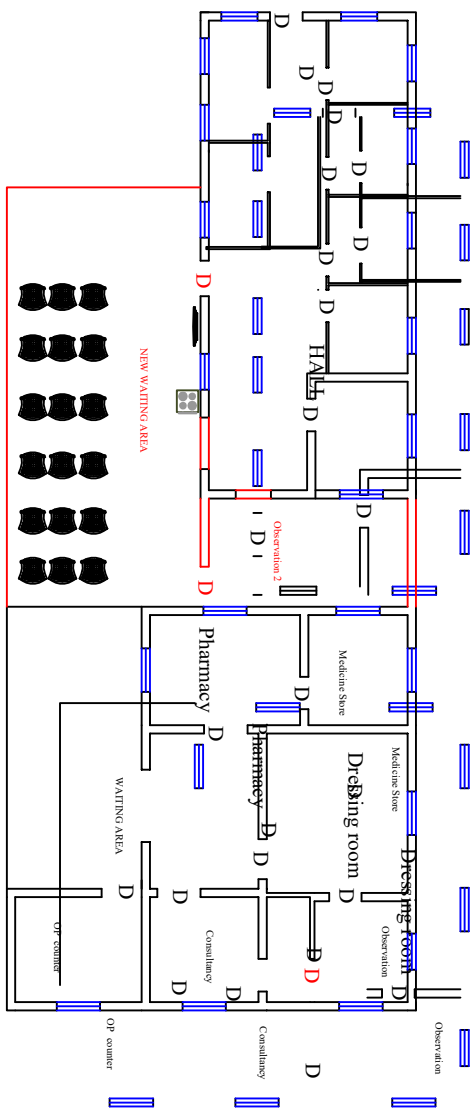 D
D
D
D
D
D
D
D
D
D
HALL
D
NEW WAITING AREA
D
D
Observation 2
D
Pharmacy
Medicine Store
D
D
Pharmacy
Dressing room
D
Medicine Store
WAITING AREA
D
D
Dressing room
D
D
D
OP counter
Consultancy
Observation
D
D
D
D
D
OP counter
Consultancy
Observation
D